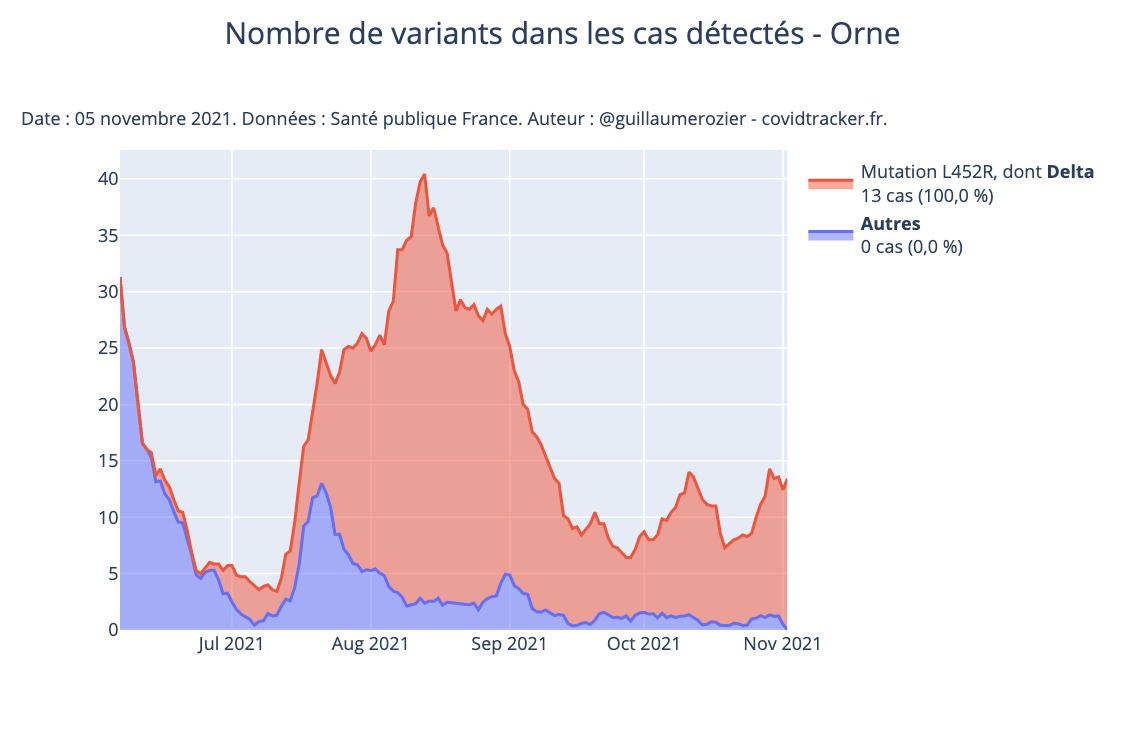 Nombre de variants dans les cas détectés - Orne
Date : 05 novembre 2021. Données : Santé publique France. Auteur : @guillaumerozier - covidtracker.fr.
Mutation L452R, dont Delta
13 cas (100,0 %)
Autres
0 cas (0,0 %)
40
35
30
25
20
15
10
5
0
Jul 2021
Aug 2021
Sep 2021
Oct 2021
Nov 2021